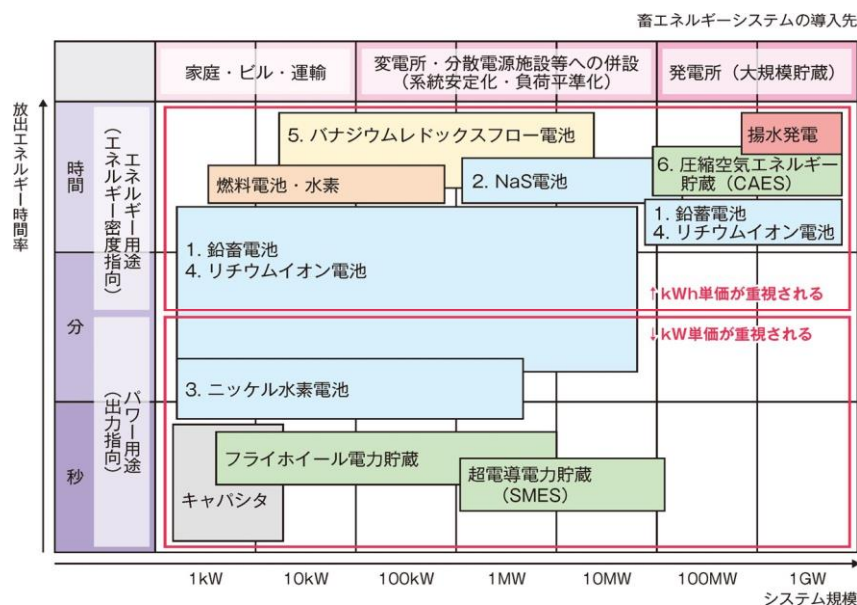 畜エネルギーシステムの導入先
家庭・ビル・運輸
変電所・分散電源施設等への併設
(系統安定化・負荷平準化)
発電所（大規模貯蔵）
放出エネルギー時間率
時間
分
秒
エネルギー用途
(エネルギー密度指向)
パワー用途
(出力指向)
揚水発電
5. バナジウムレドックスフロー電池
6. 圧縮空気エネルギー
貯蔵（CAES）
燃料電池・水素
2. NaS電池
1. 鉛畜電池
4. リチウムイオン電池
1. 鉛蓄電池
4. リチウムイオン電池
↑kWh単価が重視される
↓kW単価が重視される
3. ニッケル水素電池
フライホイール電力貯蔵
超電導電力貯蔵
（SMES）
キャパシタ
1kW
10kW
100kW
1MW
10MW
100MW
1GW
システム規模